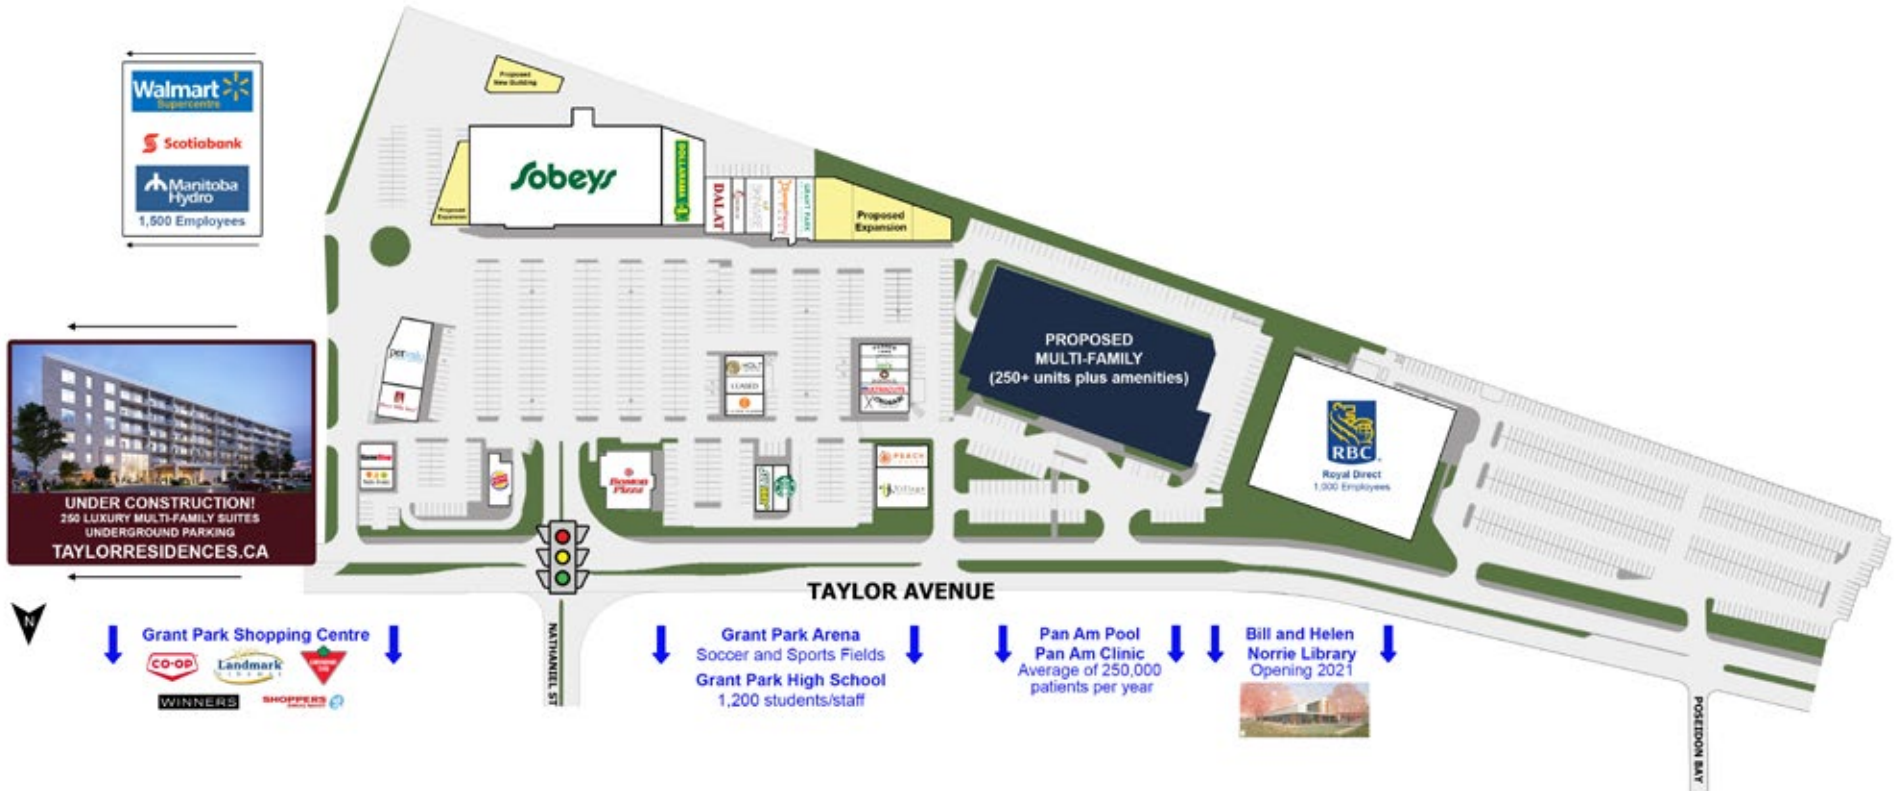 Walmart
Supercentre
Scotiabank
Manitoba
Hydro
1,500 Employees
Proposed
New Building
Sobeys
Proposed
Expansion
DOLLARAMA
DALAT
GRANT PARK
Proposed
Expansion
PROPOSED
MULTI-FAMILY
(250+ units plus amenities)
RBC
Royal Direct
1,000 Employees
UNDER CONSTRUCTION!
250 LUXURY MULTI-FAMILY SUITES
UNDERGROUND PARKING
TAYLORRESIDENCES.CA
LEASED
GameStop
Boston
Pizza
PEACH
Village
TAYLOR AVENUE
N
NATHANIEL ST
POSEIDON BAY
Grant Park Shopping Centre
CO-OP
Landmark
CINEMAS
WINNERS
SHOPPERS
Grant Park Arena
Soccer and Sports Fields
Grant Park High School
1,200 students/staff
Pan Am Pool
Pan Am Clinic
Average of 250,000
patients per year
Bill and Helen
Norrie Library
Opening 2021